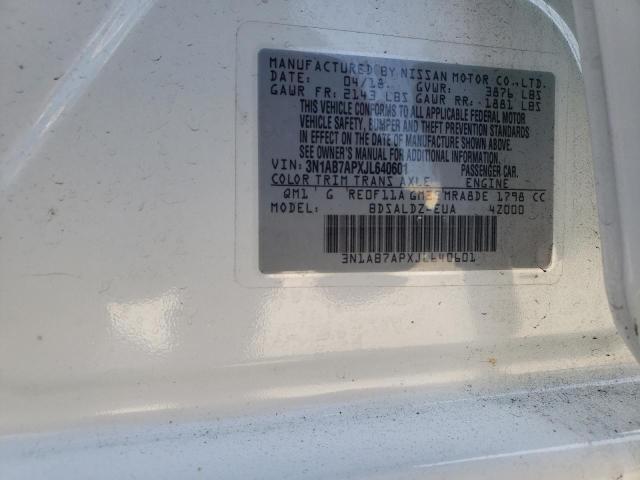 MANUFACTURED BY NISSAN MOTOR CO.,LTD.
DATE: 04/18 GVWR: 3876 LBS
GAWR FR: 2143 LBS GAWR RR: 1881 LBS
THIS VEHICLE CONFORMS TO ALL APPLICABLE FEDERAL MOTOR
VEHICLE SAFETY, BUMPER AND THEFT PREVENTION STANDARDS
IN EFFECT ON THE DATE OF MANUFACTURE SHOWN ABOVE.
SEE OWNER'S MANUAL FOR ADDITIONAL INFORMATION.
VIN: 3N1AB7APXJL640601 PASSENGER CAR.
COLOR TRIM TRANS AXLE ENGINE
QM1 G RE0F11A MRA8DE 1798 CC
MODEL: BDSALDZ-EUA 42000
3N1AB7APXJL640601